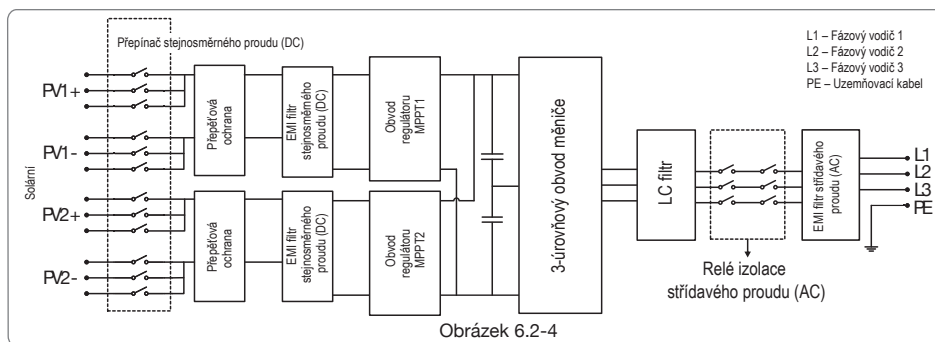 Přepínač stejnosměrného proudu (DC)
Solární
PV1+
PV1-
PV2+
PV2-
Přepěťová
ochrana
Přepěťová
ochrana
EMI filtr
stejnosměrného
proudu (DC)
EMI filtr
stejnosměrného
proudu (DC)
Obvod
regulátoru
MPPT1
Obvod
regulátoru
MPPT2
3-úrovňový obvod měniče
LC filtr
Relé izolace
střídavého proudu (AC)
EMI filtr střídavého
proudu (AC)
L1
L2
L3
PE
L1 – Fázový vodič 1
L2 – Fázový vodič 2
L3 – Fázový vodič 3
PE – Uzemňovací kabel
Obrázek 6.2-4